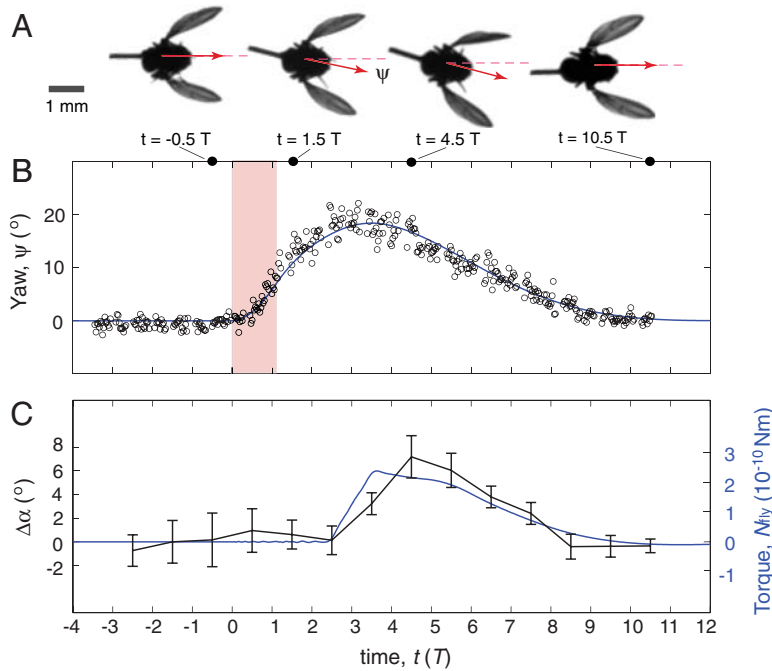 A
ψ
1 mm
t = -0.5 T
t = 1.5 T
t = 4.5 T
t = 10.5 T
B
Yaw, ψ (°)
20
10
0
C
Δα (°)
8
6
4
2
0
-2
3
2
1
0
-1
Torque, Nfly (10-10 Nm)
-4 -3 -2 -1 0 1 2 3 4 5 6 7 8 9 10 11 12
time, t (T)